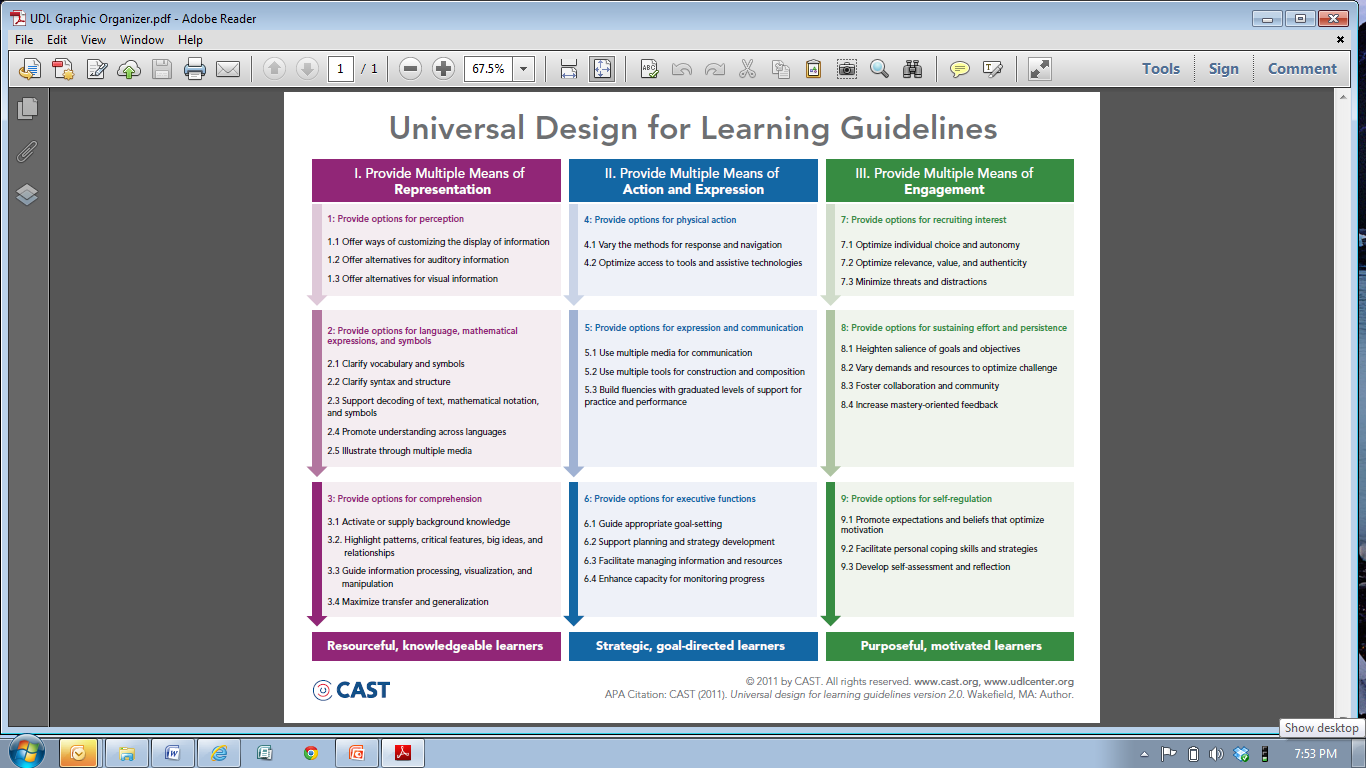 UDL Graphic Organizer.pdf - Adobe Reader
File Edit View Window Help
1 / 1 67.5% Tools Sign Comment
Universal Design for Learning Guidelines
I. Provide Multiple Means of
Representation
1: Provide options for perception
1.1 Offer ways of customizing the display of information
1.2 Offer alternatives for auditory information
1.3 Offer alternatives for visual information
2: Provide options for language, mathematical
expressions, and symbols
2.1 Clarify vocabulary and symbols
2.2 Clarify syntax and structure
2.3 Support decoding of text, mathematical notation,
and symbols
2.4 Promote understanding across languages
2.5 Illustrate through multiple media
3: Provide options for comprehension
3.1 Activate or supply background knowledge
3.2. Highlight patterns, critical features, big ideas, and
relationships
3.3 Guide information processing, visualization, and
manipulation
3.4 Maximize transfer and generalization
Resourceful, knowledgeable learners
II. Provide Multiple Means of
Action and Expression
4: Provide options for physical action
4.1 Vary the methods for response and navigation
4.2 Optimize access to tools and assistive technologies
5: Provide options for expression and communication
5.1 Use multiple media for communication
5.2 Use multiple tools for construction and composition
5.3 Build fluencies with graduated levels of support for
practice and performance
6: Provide options for executive functions
6.1 Guide appropriate goal-setting
6.2 Support planning and strategy development
6.3 Facilitate managing information and resources
6.4 Enhance capacity for monitoring progress
Strategic, goal-directed learners
III. Provide Multiple Means of
Engagement
7: Provide options for recruiting interest
7.1 Optimize individual choice and autonomy
7.2 Optimize relevance, value, and authenticity
7.3 Minimize threats and distractions
8: Provide options for sustaining effort and persistence
8.1 Heighten salience of goals and objectives
8.2 Vary demands and resources to optimize challenge
8.3 Foster collaboration and community
8.4 Increase mastery-oriented feedback
9: Provide options for self-regulation
9.1 Promote expectations and beliefs that optimize
motivation
9.2 Facilitate personal coping skills and strategies
9.3 Develop self-assessment and reflection
Purposeful, motivated learners
CAST
© 2011 by CAST. All rights reserved. www.cast.org, www.udlcenter.org
APA Citation: CAST (2011). Universal design for learning guidelines version 2.0. Wakefield, MA: Author.
Show desktop
7:53 PM